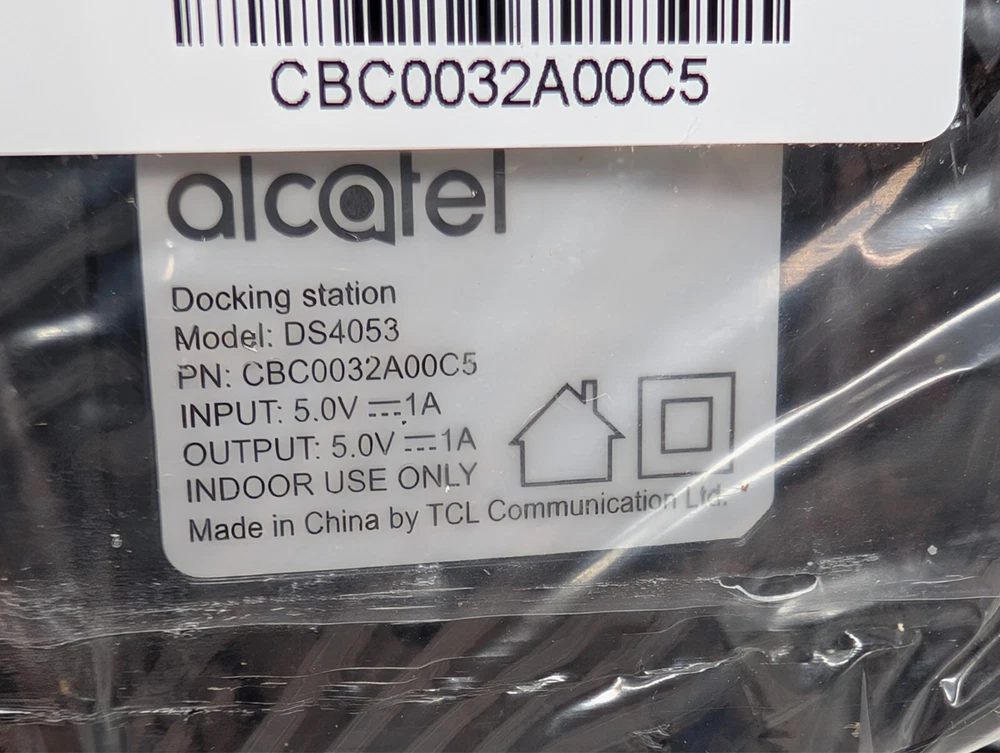 CBC0032A00C5
alcatel
Docking station
Model: DS4053
PN: CBC0032A00C5
INPUT: 5.0V ⎓1A
OUTPUT: 5.0V ⎓1A
INDOOR USE ONLY
Made in China by TCL Communication Ltd.